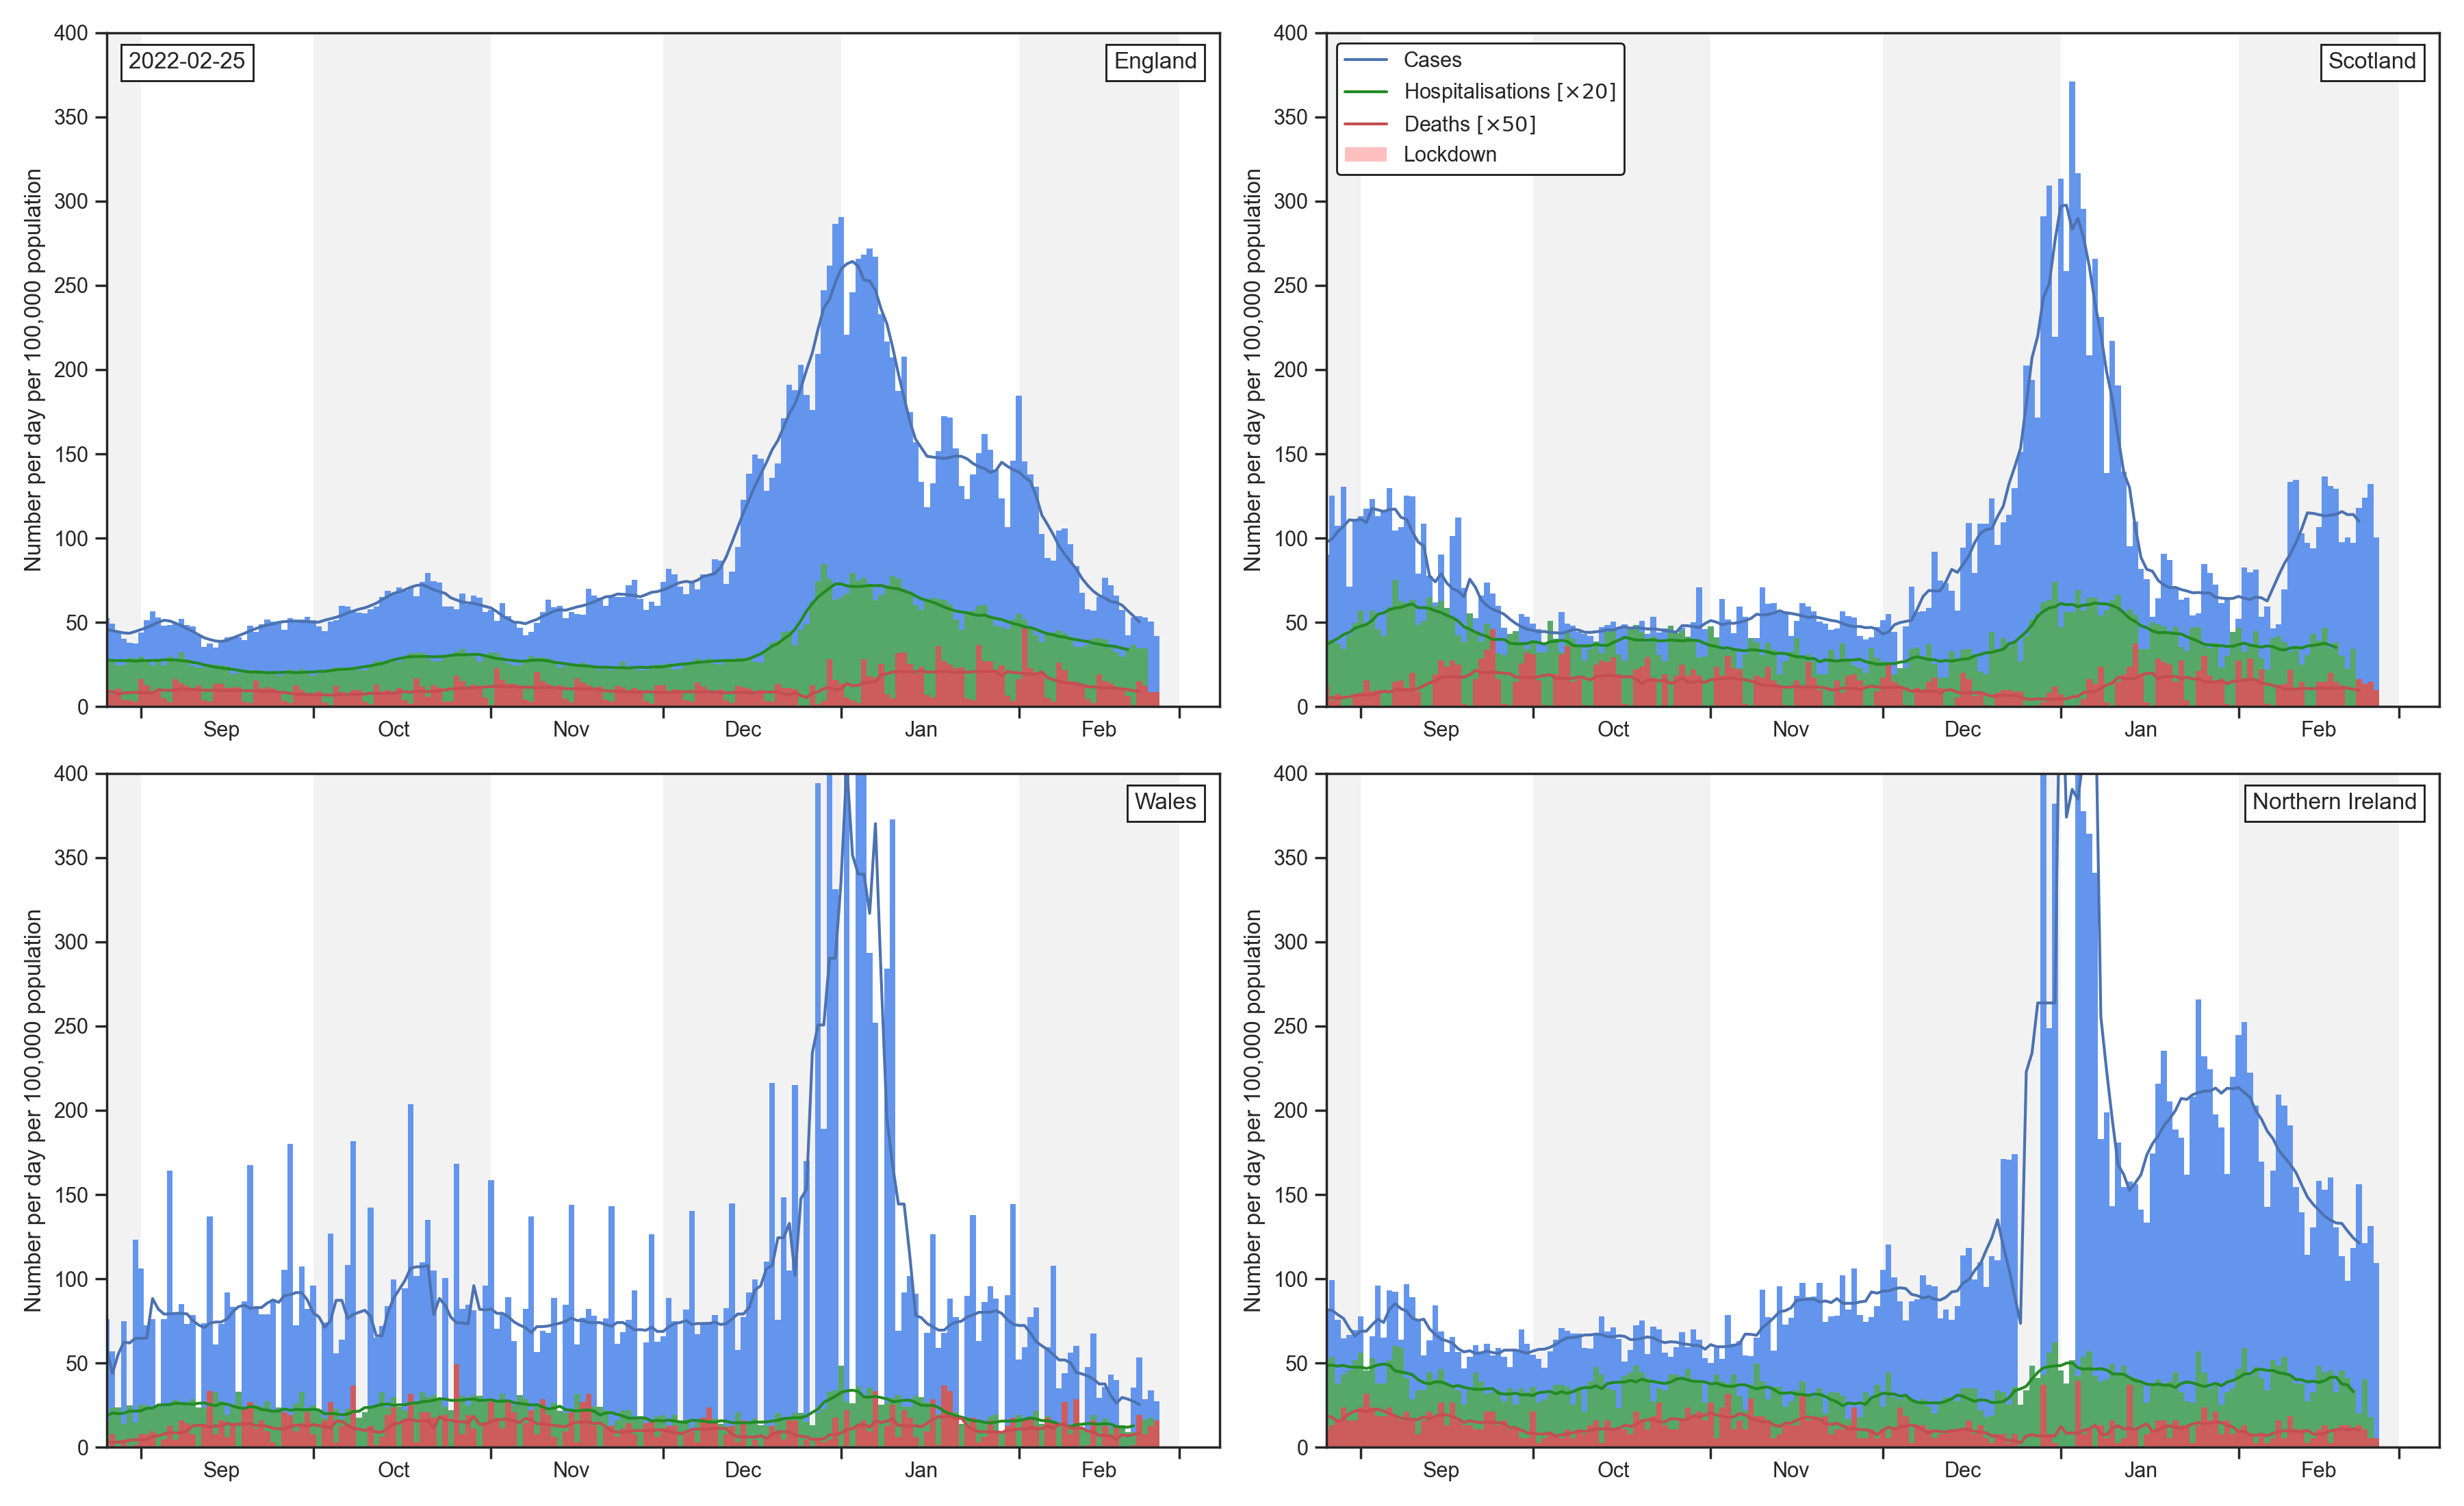 2022-02-25
England
Number per day per 100,000 population
400
350
300
250
200
150
100
50
0
Sep Oct Nov Dec Jan Feb
Scotland
Cases
Hospitalisations [×20]
Deaths [×50]
Lockdown
Number per day per 100,000 population
400
350
300
250
200
150
100
50
0
Sep Oct Nov Dec Jan Feb
Wales
Number per day per 100,000 population
400
350
300
250
200
150
100
50
0
Sep Oct Nov Dec Jan Feb
Northern Ireland
Number per day per 100,000 population
400
350
300
250
200
150
100
50
0
Sep Oct Nov Dec Jan Feb